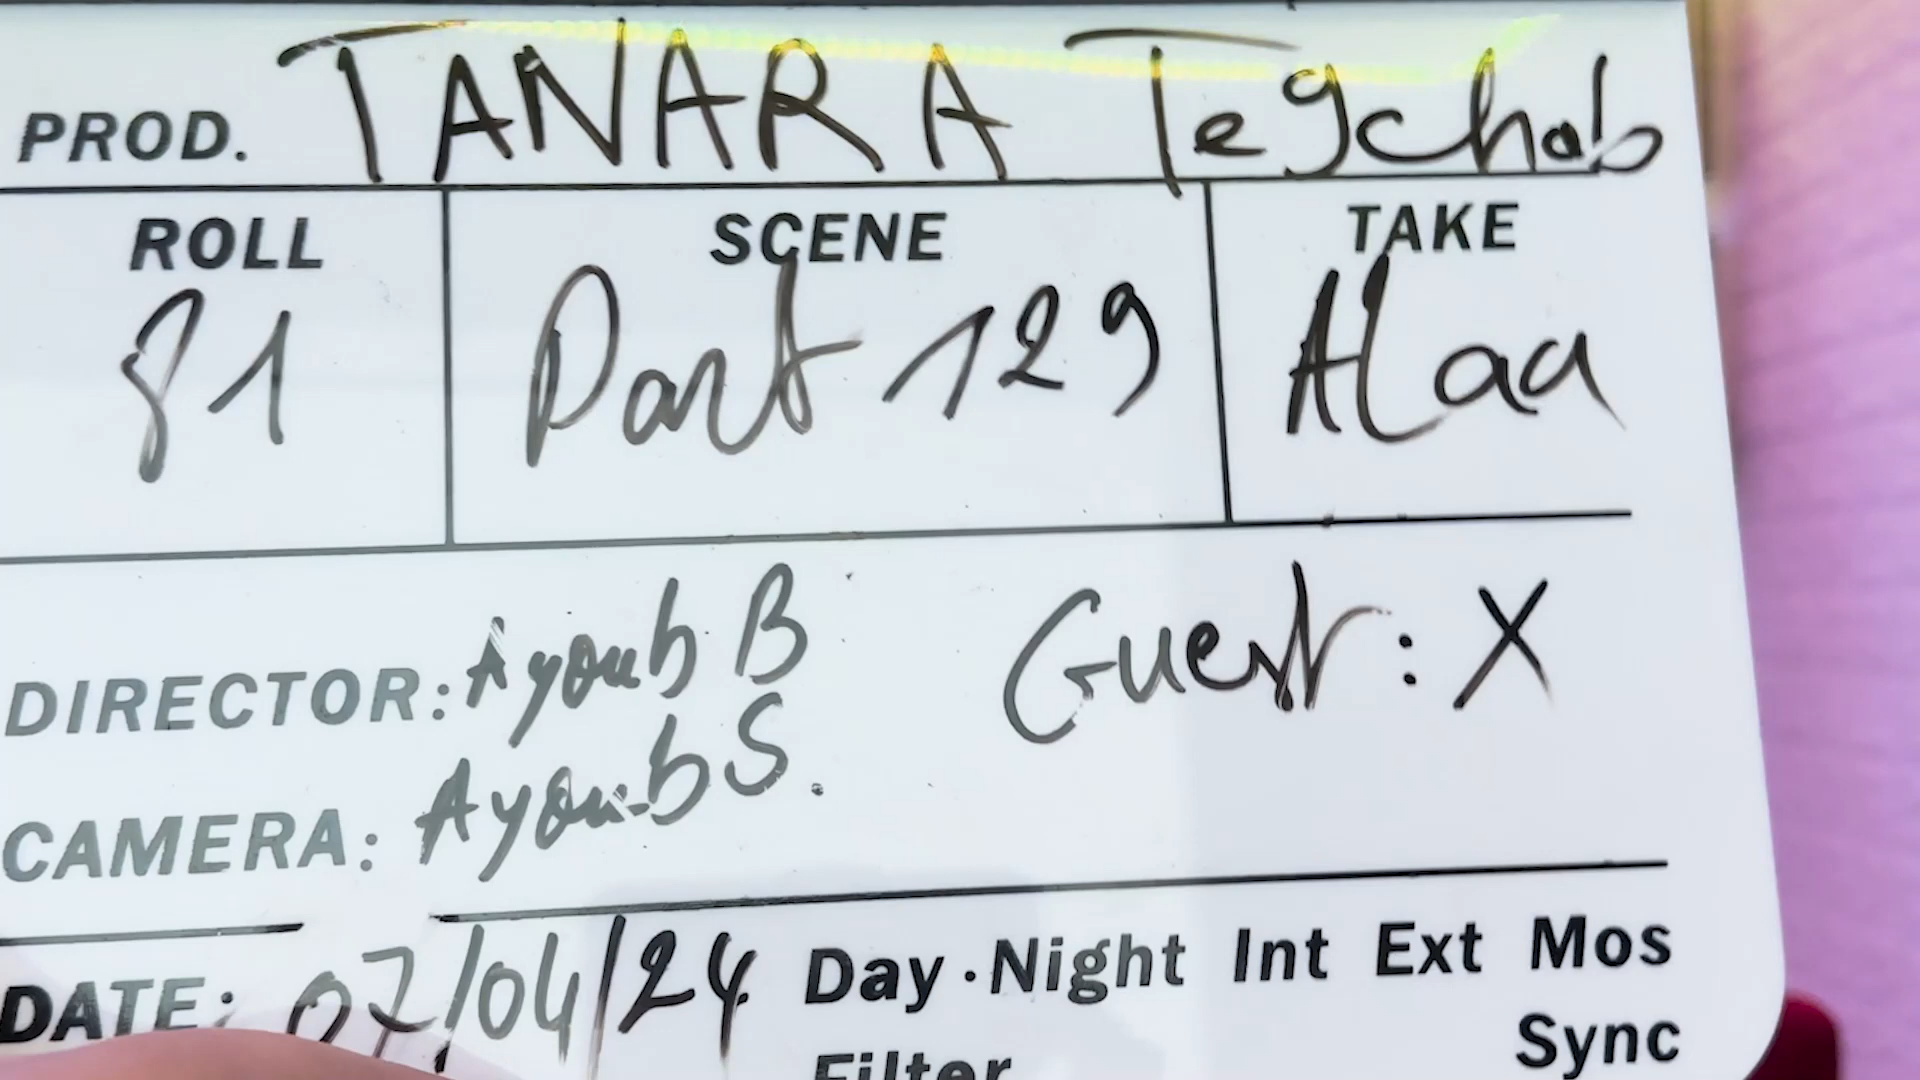 PROD. TANARA Tegchab
ROLL SCENE TAKE
81 Part 129 Alaa
DIRECTOR: Ayoub B
Guest: X
CAMERA: Ayoub S.
DATE: 07/04/24 Day · Night Int Ext Mos
Filter Sync